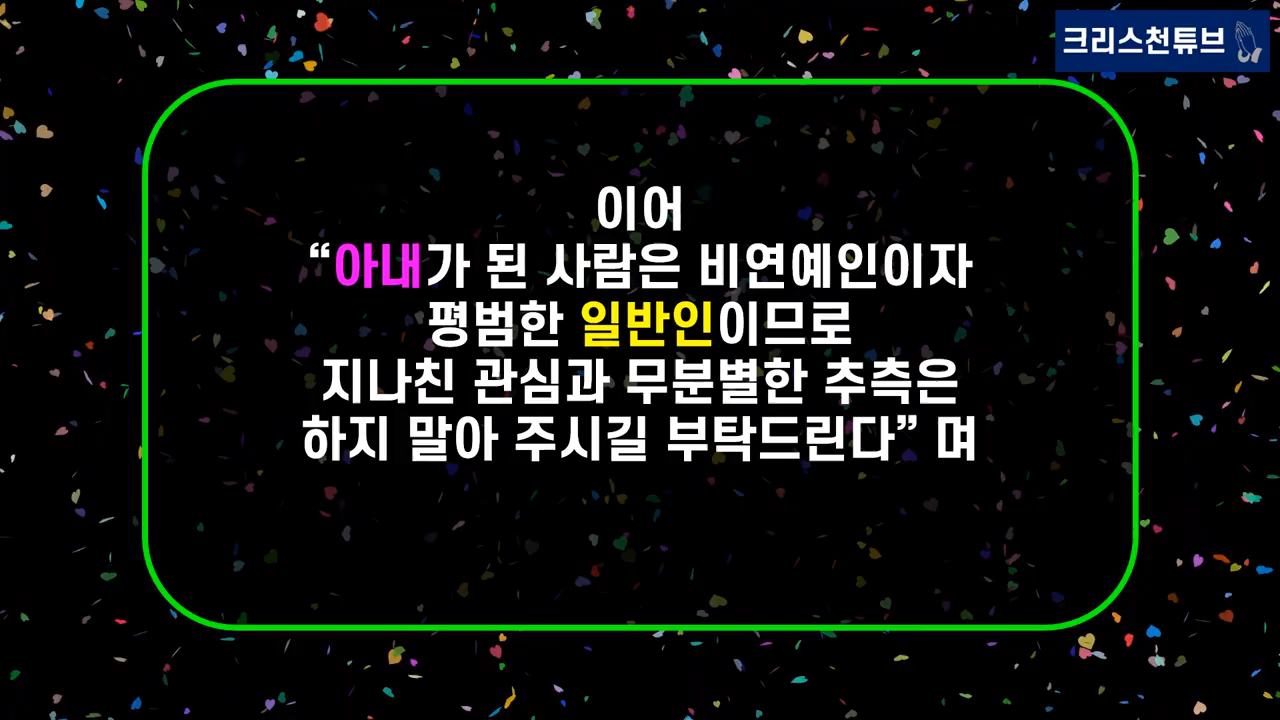 크리스천튜브
이어
“아내가 된 사람은 비연예인이자
평범한 일반인이므로
지나친 관심과 무분별한 추측은
하지 말아 주시길 부탁드린다” 며